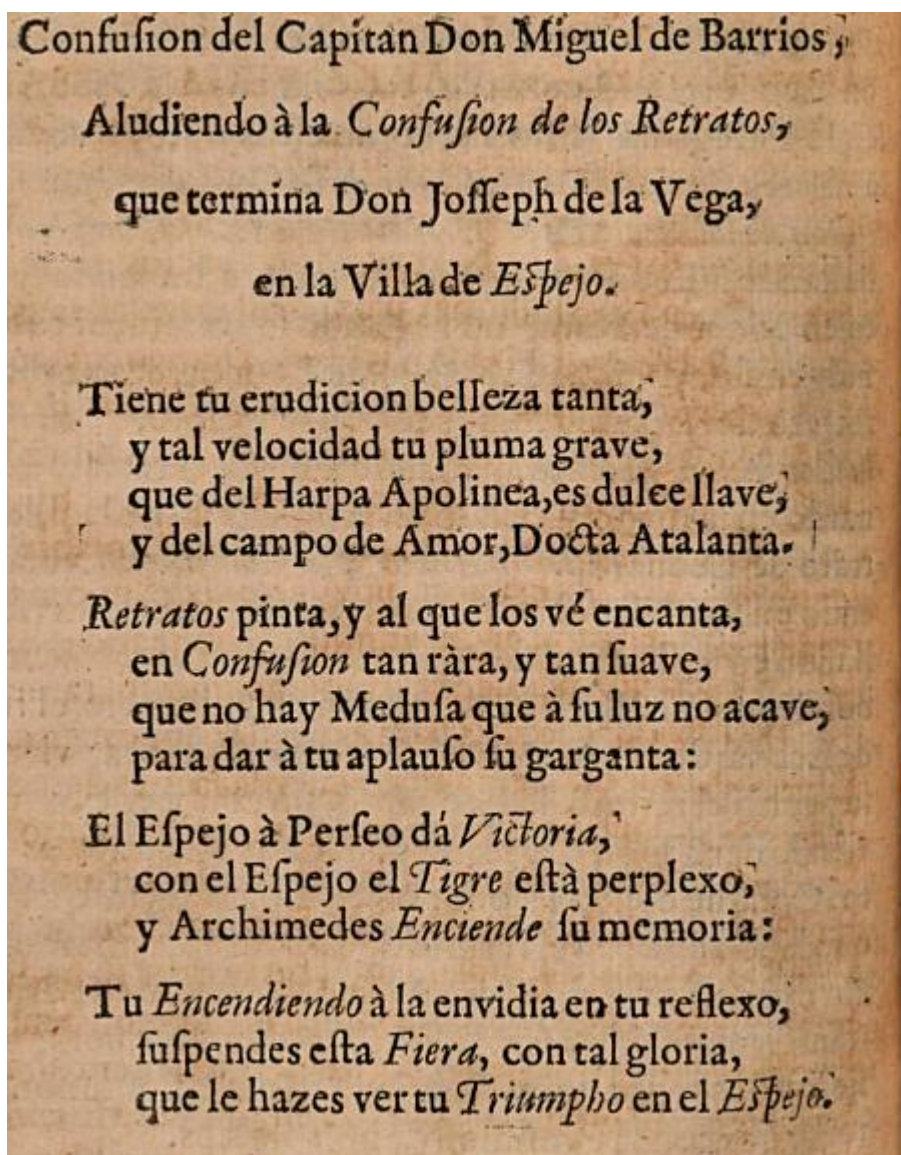 Confuſion del Capitan Don Miguel de Barrios,
Aludiendo à la Confuſion de los Retratos,
que termina Don Joſſeph de la Vega,
en la Villa de Eſpejo.
Tiene tu erudicion belleza tanta,
y tal velocidad tu pluma grave,
que del Harpa Apolinea, es dulce llave,
y del campo de Amor, Docta Atalanta.
Retratos pinta, y al que los vé encanta,
en Confuſion tan ràra, y tan ſuave,
que no hay Meduſa que à ſu luz no acave,
para dar à tu aplauſo ſu garganta:
El Eſpejo à Perſeo dá Victoria,
con el Eſpejo el Tigre eſtà perplexo,
y Archimedes Enciende ſu memoria:
Tu Encendiendo à la envidia en tu reflexo,
ſuſpendes eſta Fiera, con tal gloria,
que le hazes ver tu Triumpho en el Eſpejo.